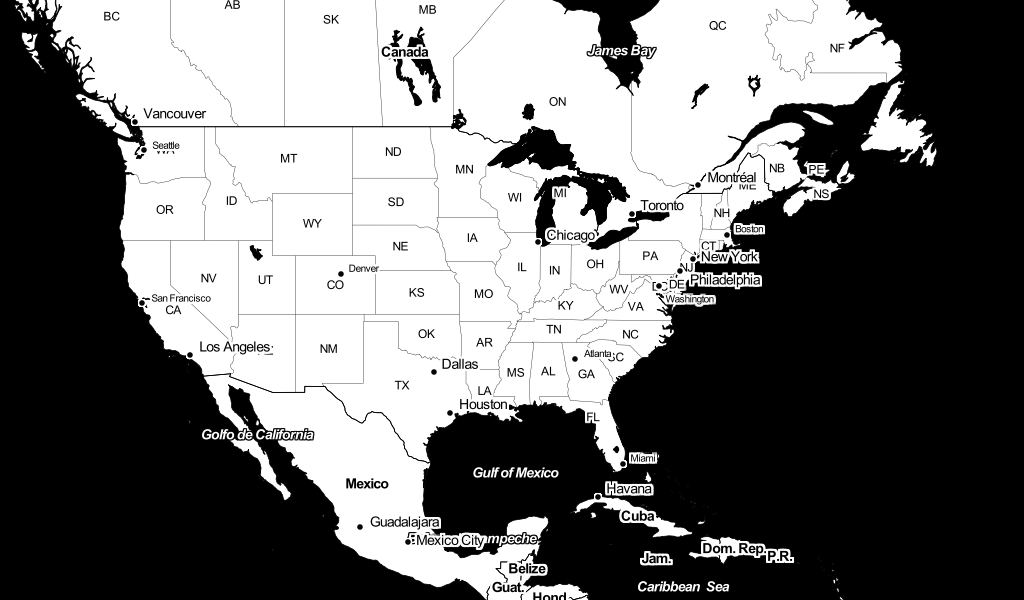 BC
AB
SK
MB
QC
NF
Canada
James Bay
ON
Vancouver
Seattle
MT
ND
MN
NB
PE
NS
ME
Montréal
OR
ID
WY
SD
WI
MI
NH
Toronto
Boston
Chicago
IA
NE
CT
New York
NV
UT
Denver
CO
IL
IN
OH
PA
NJ
Philadelphia
DE
Washington
San Francisco
CA
KS
MO
WV
VA
KY
Los Angeles
NM
OK
AR
TN
NC
SC
Atlanta
Dallas
TX
MS
AL
GA
LA
Houston
FL
Golfo de California
Miami
Gulf of Mexico
Mexico
Havana
Cuba
Guadalajara
Mexico City
Dom. Rep.
P.R.
Jam.
Belize
Guat.
Hond.
Caribbean Sea